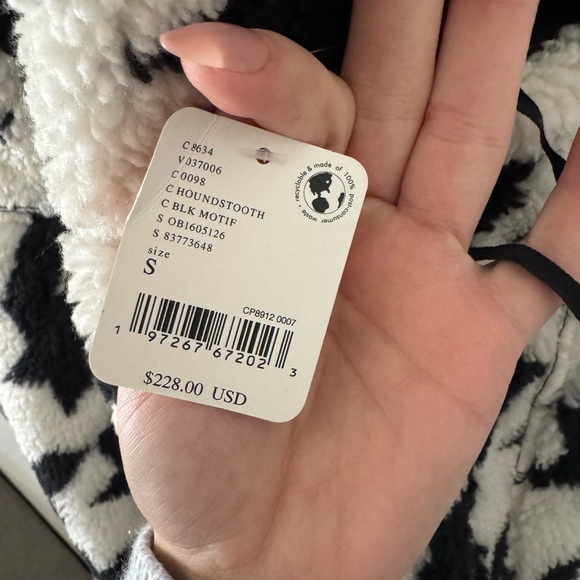 C 8634
V 037006
C 0098
C HOUNDSTOOTH
C BLK MOTIF
S OB1605126
S 83773648
size
S
recyclable & made of 100% post-consumer waste
CP8912 0007
1 97267 67202 3
$228.00 USD